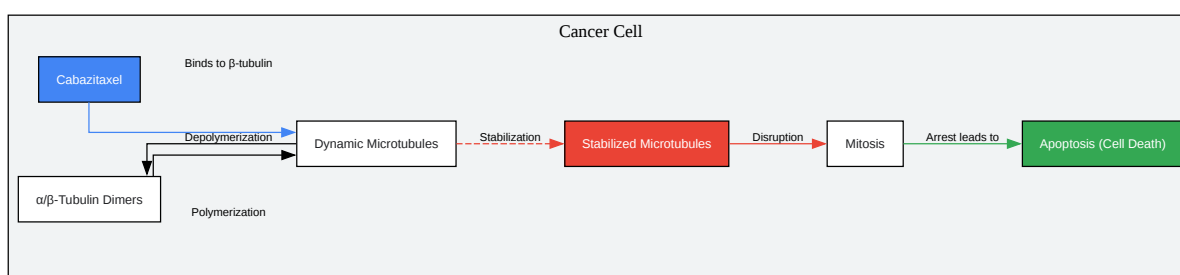 Cancer Cell
Binds to β-tubulin
Cabazitaxel
Depolymerization
Dynamic Microtubules
Stabilization
Stabilized Microtubules
Disruption
Mitosis
Arrest leads to
Apoptosis (Cell Death)
α/β-Tubulin Dimers
Polymerization